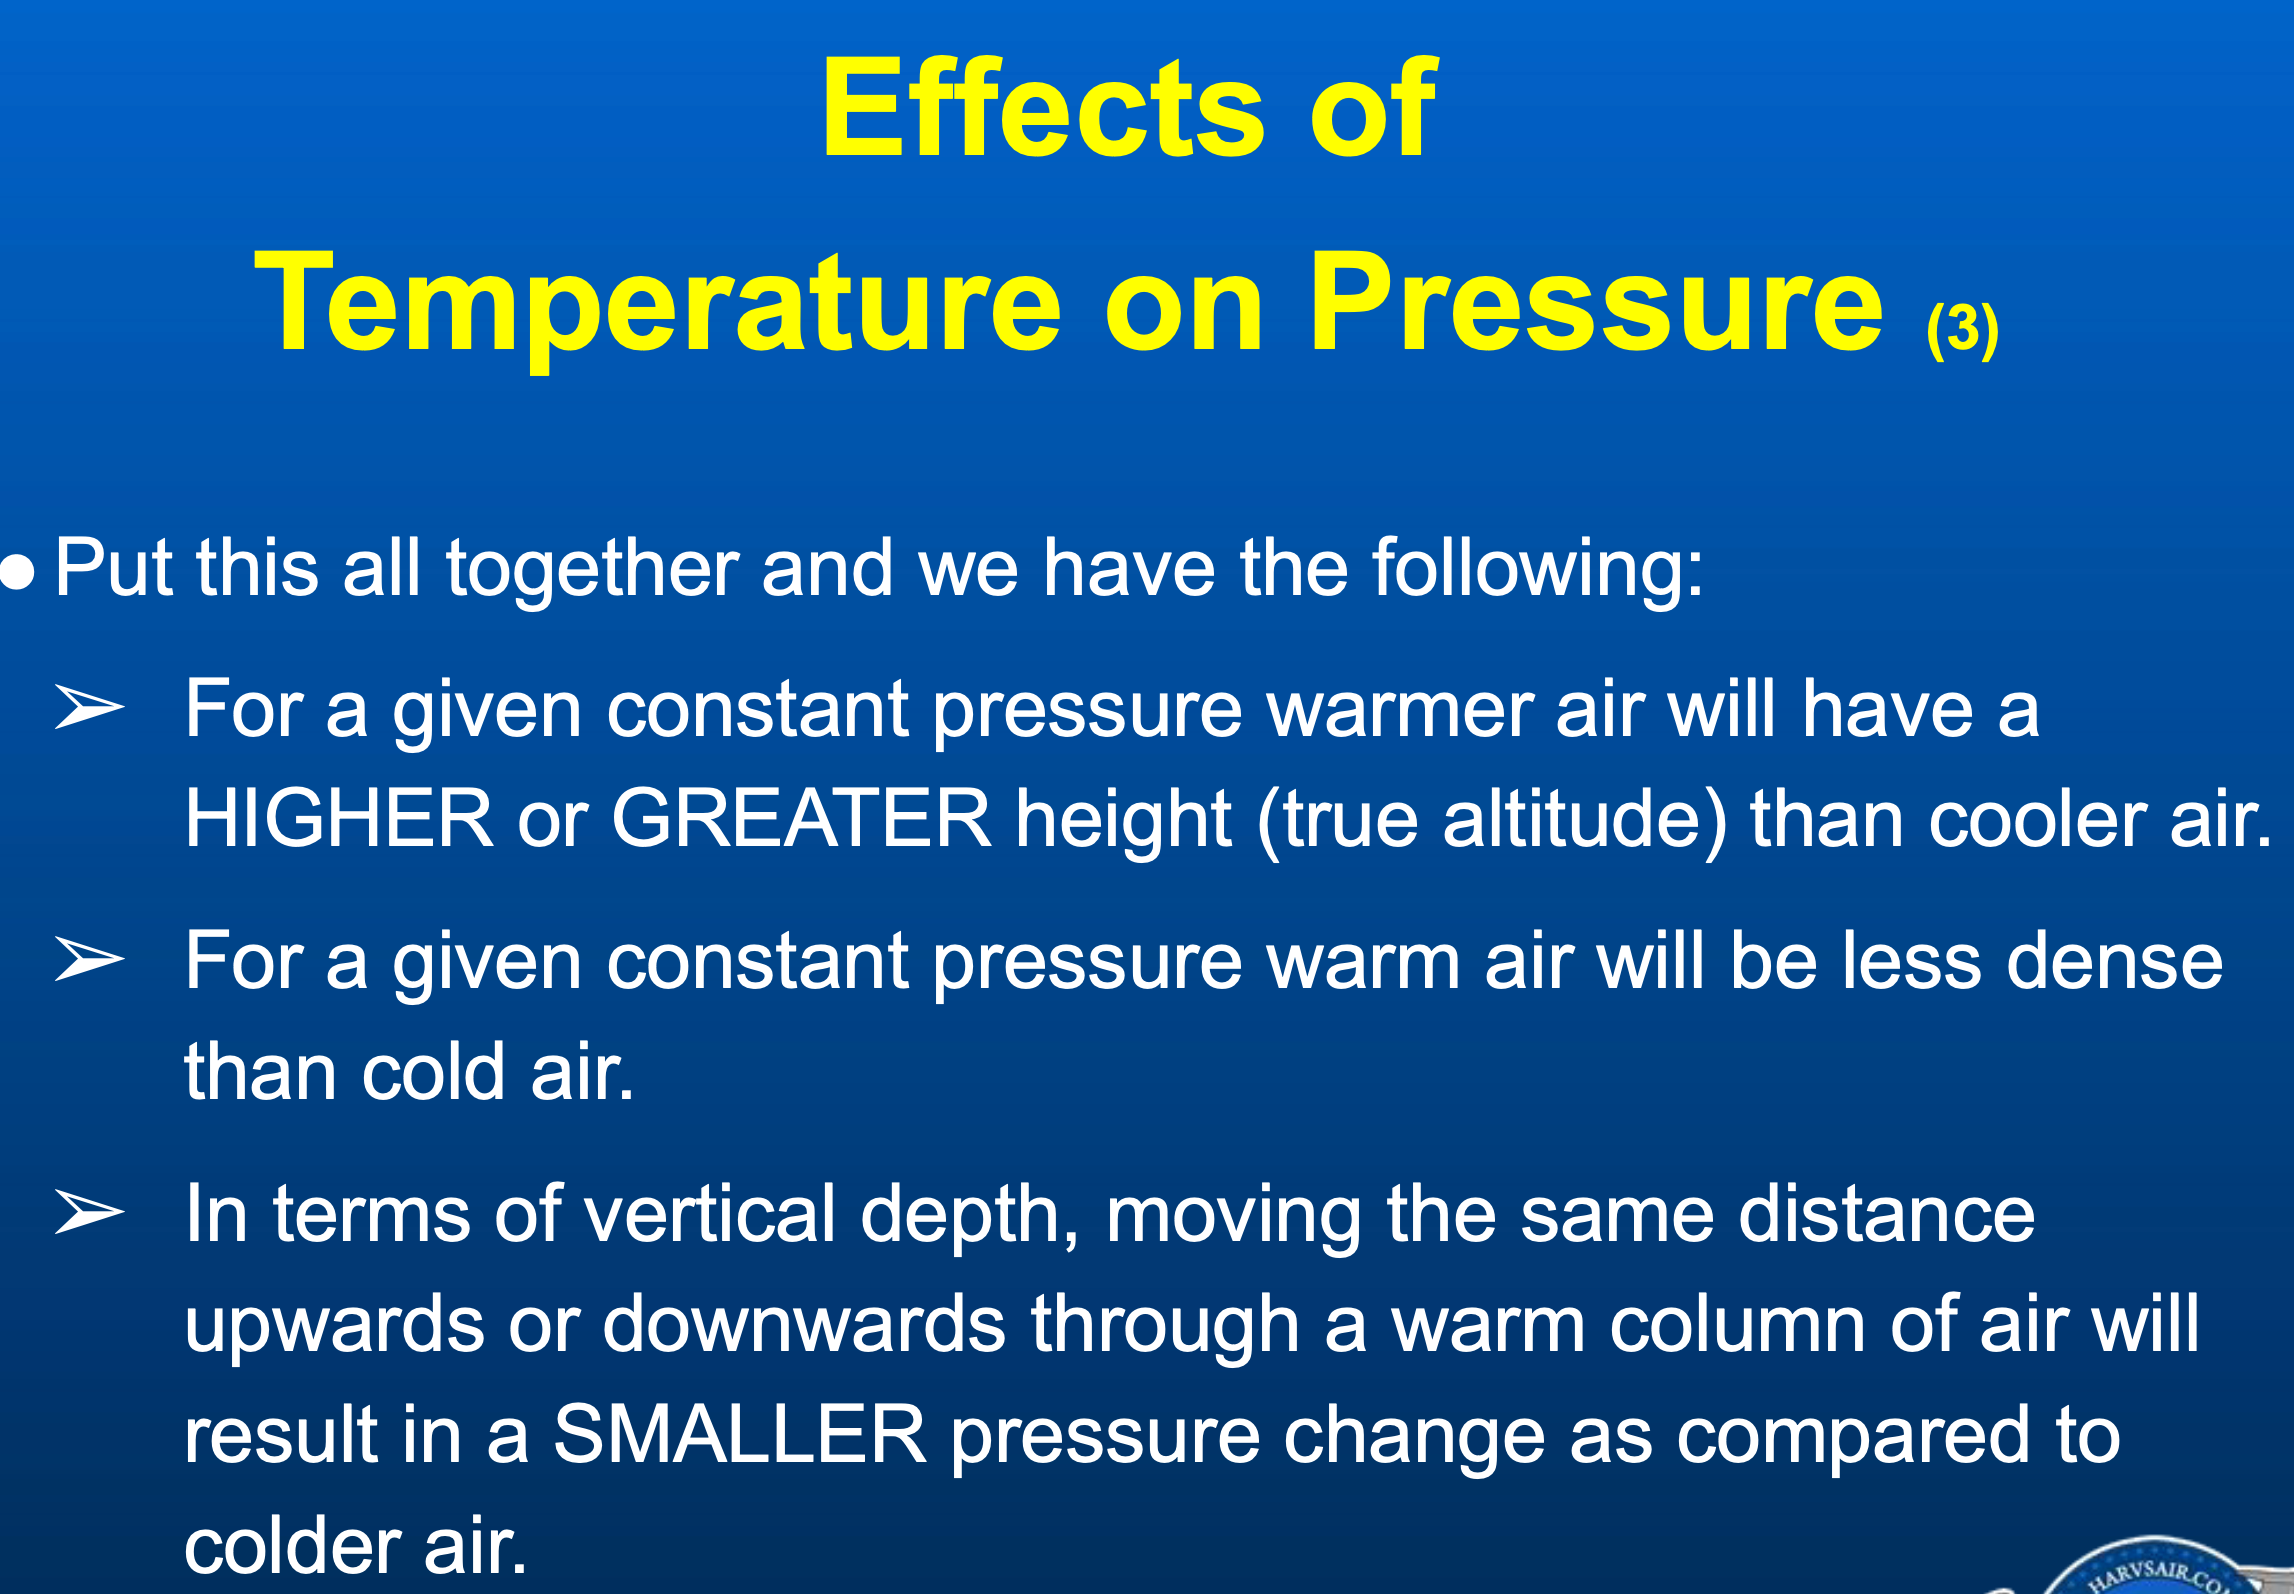 Effects of
Temperature on Pressure (3)
● Put this all together and we have the following:
➢ For a given constant pressure warmer air will have a
HIGHER or GREATER height (true altitude) than cooler air.
➢ For a given constant pressure warm air will be less dense
than cold air.
➢ In terms of vertical depth, moving the same distance
upwards or downwards through a warm column of air will
result in a SMALLER pressure change as compared to
colder air.